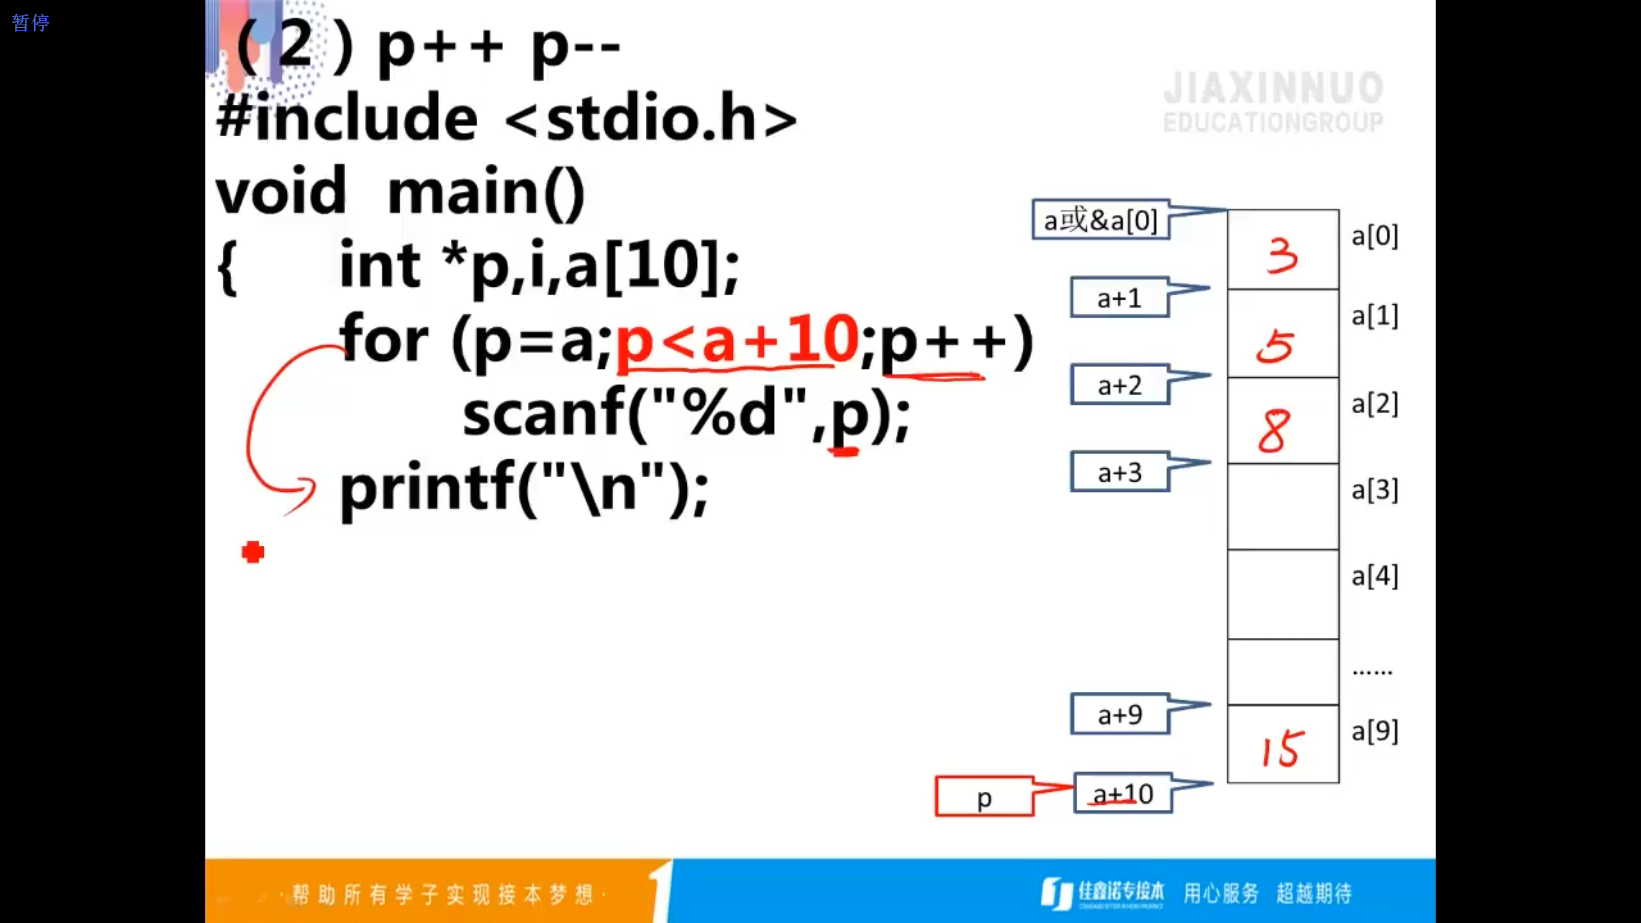 暂停
（2）p++ p--
JIAXINNUO
EDUCATIONGROUP
#include <stdio.h>
void main()
{ int *p,i,a[10];
for (p=a;p<a+10;p++)
scanf("%d",p);
printf("\n");
a或&a[0]
3
a[0]
a+1
5
a[1]
a+2
8
a[2]
a+3
a[3]
a[4]
……
a+9
15
a[9]
p
a+10
·帮助所有学子实现接本梦想·
1
佳鑫诺专接本
用心服务 超越期待